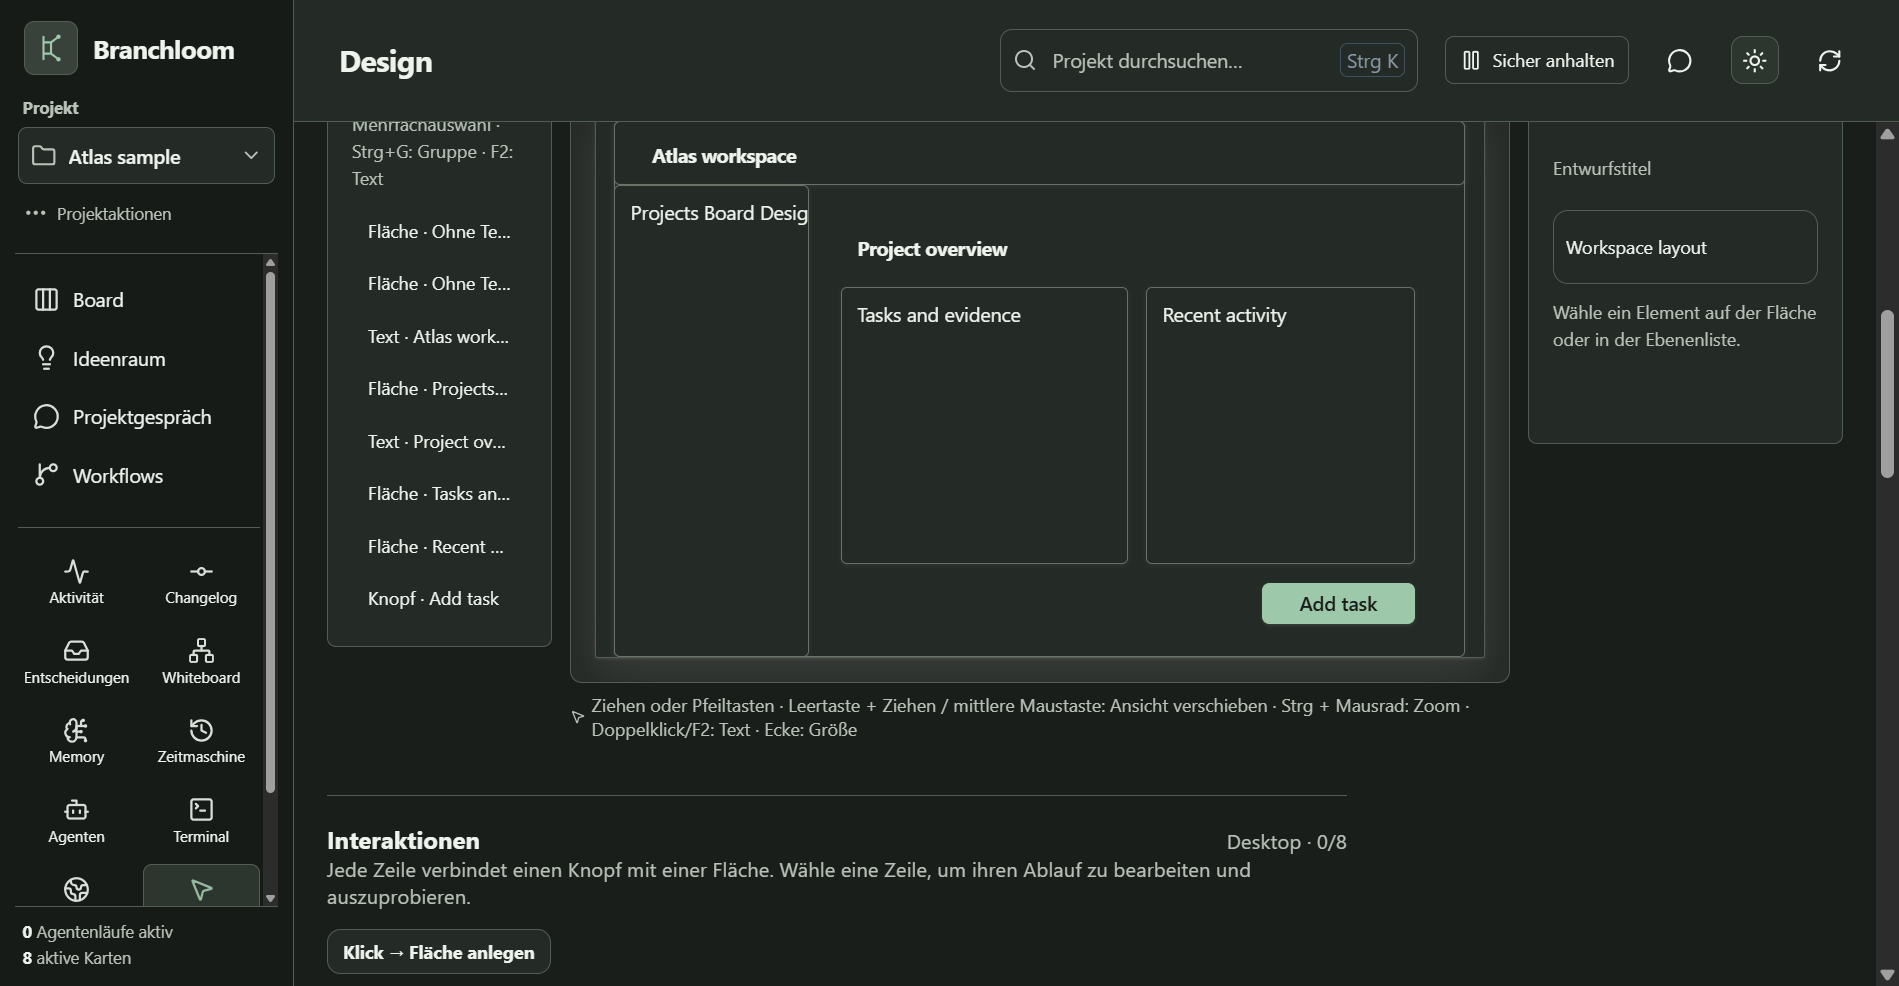 Branchloom
Projekt
Atlas sample
Projektaktionen
Board
Ideenraum
Projektgespräch
Workflows
Aktivität
Changelog
Entscheidungen
Whiteboard
Memory
Zeitmaschine
Agenten
Terminal
0 Agentenläufe aktiv
8 aktive Karten
Design
Projekt durchsuchen...
Strg K
Sicher anhalten
Mehrfachauswahl ·
Strg+G: Gruppe · F2:
Text
Fläche · Ohne Te...
Fläche · Ohne Te...
Text · Atlas work...
Fläche · Projects...
Text · Project ov...
Fläche · Tasks an...
Fläche · Recent ...
Knopf · Add task
Atlas workspace
Projects Board Desig
Project overview
Tasks and evidence
Recent activity
Add task
Ziehen oder Pfeiltasten · Leertaste + Ziehen / mittlere Maustaste: Ansicht verschieben · Strg + Mausrad: Zoom ·
Doppelklick/F2: Text · Ecke: Größe
Entwurfstitel
Workspace layout
Wähle ein Element auf der Fläche
oder in der Ebenenliste.
Interaktionen
Desktop · 0/8
Jede Zeile verbindet einen Knopf mit einer Fläche. Wähle eine Zeile, um ihren Ablauf zu bearbeiten und
auszuprobieren.
Klick → Fläche anlegen